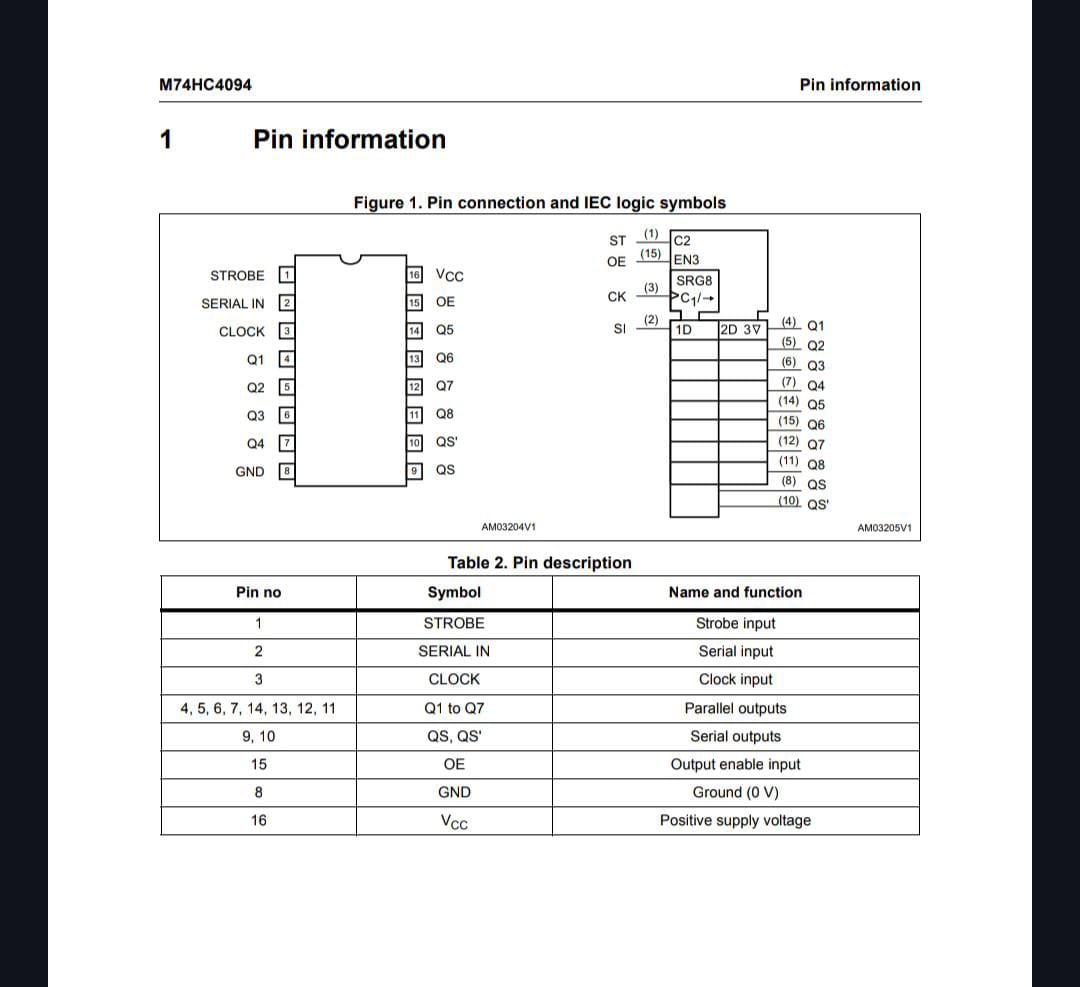 M74HC4094 Pin information
1 Pin information
Figure 1. Pin connection and IEC logic symbols
STROBE 1 16 VCC
SERIAL IN 2 15 OE
CLOCK 3 14 Q5
Q1 4 13 Q6
Q2 5 12 Q7
Q3 6 11 Q8
Q4 7 10 QS'
GND 8 9 QS
AM03204V1
ST (1) C2
OE (15) EN3
SRG8
CK (3) C1/→
SI (2) 1D 2D 3∇ (4) Q1
(5) Q2
(6) Q3
(7) Q4
(14) Q5
(15) Q6
(12) Q7
(11) Q8
(8) QS
(10) QS'
AM03205V1
Table 2. Pin description
Pin no Symbol Name and function
1 STROBE Strobe input
2 SERIAL IN Serial input
3 CLOCK Clock input
4, 5, 6, 7, 14, 13, 12, 11 Q1 to Q7 Parallel outputs
9, 10 QS, QS' Serial outputs
15 OE Output enable input
8 GND Ground (0 V)
16 VCC Positive supply voltage